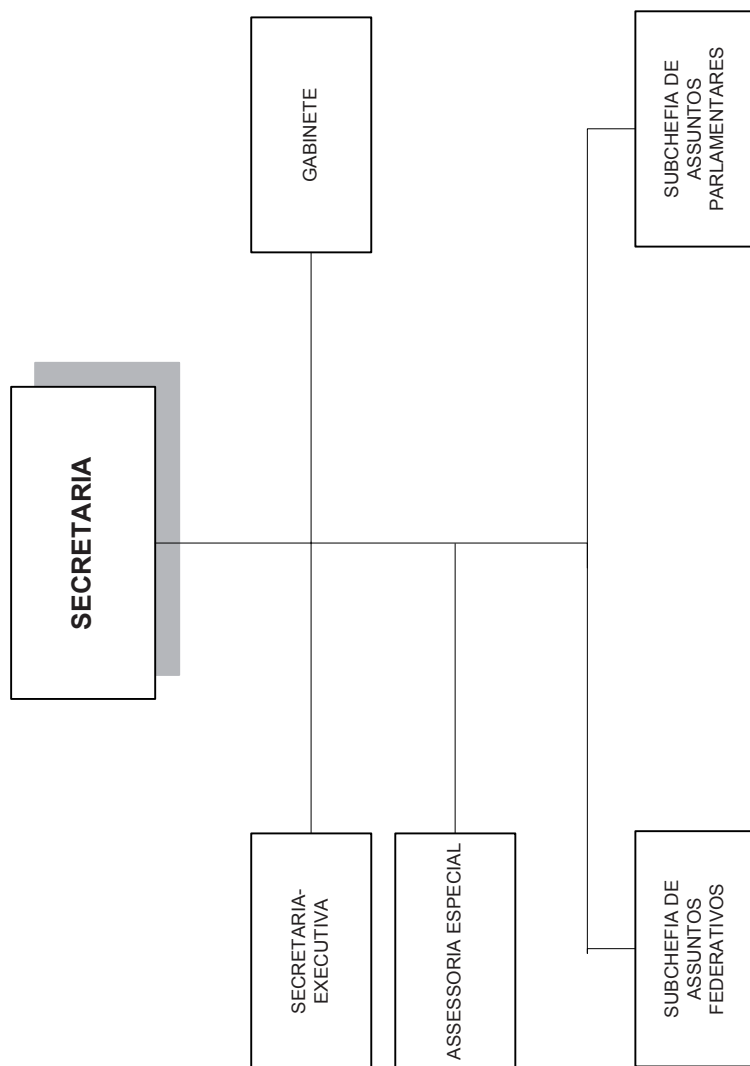 SECRETARIA
SECRETARIA-
EXECUTIVA
GABINETE
ASSESSORIA ESPECIAL
SUBCHEFIA DE
ASSUNTOS
FEDERATIVOS
SUBCHEFIA DE
ASSUNTOS
PARLAMENTARES